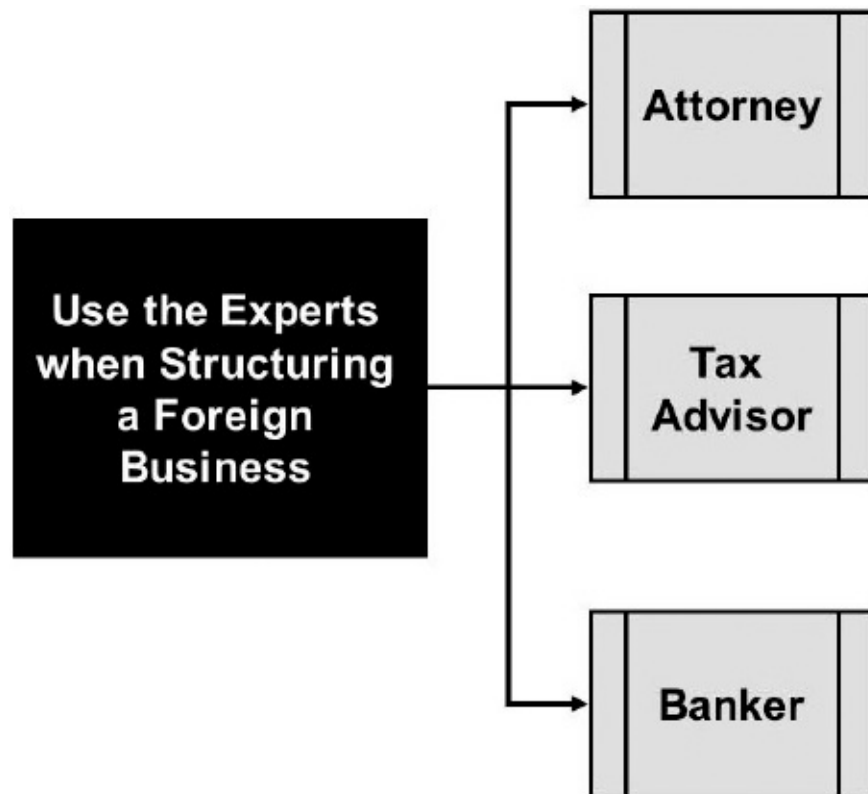 Attorney
Use the Experts
when Structuring
a Foreign
Business
Tax
Advisor
Banker